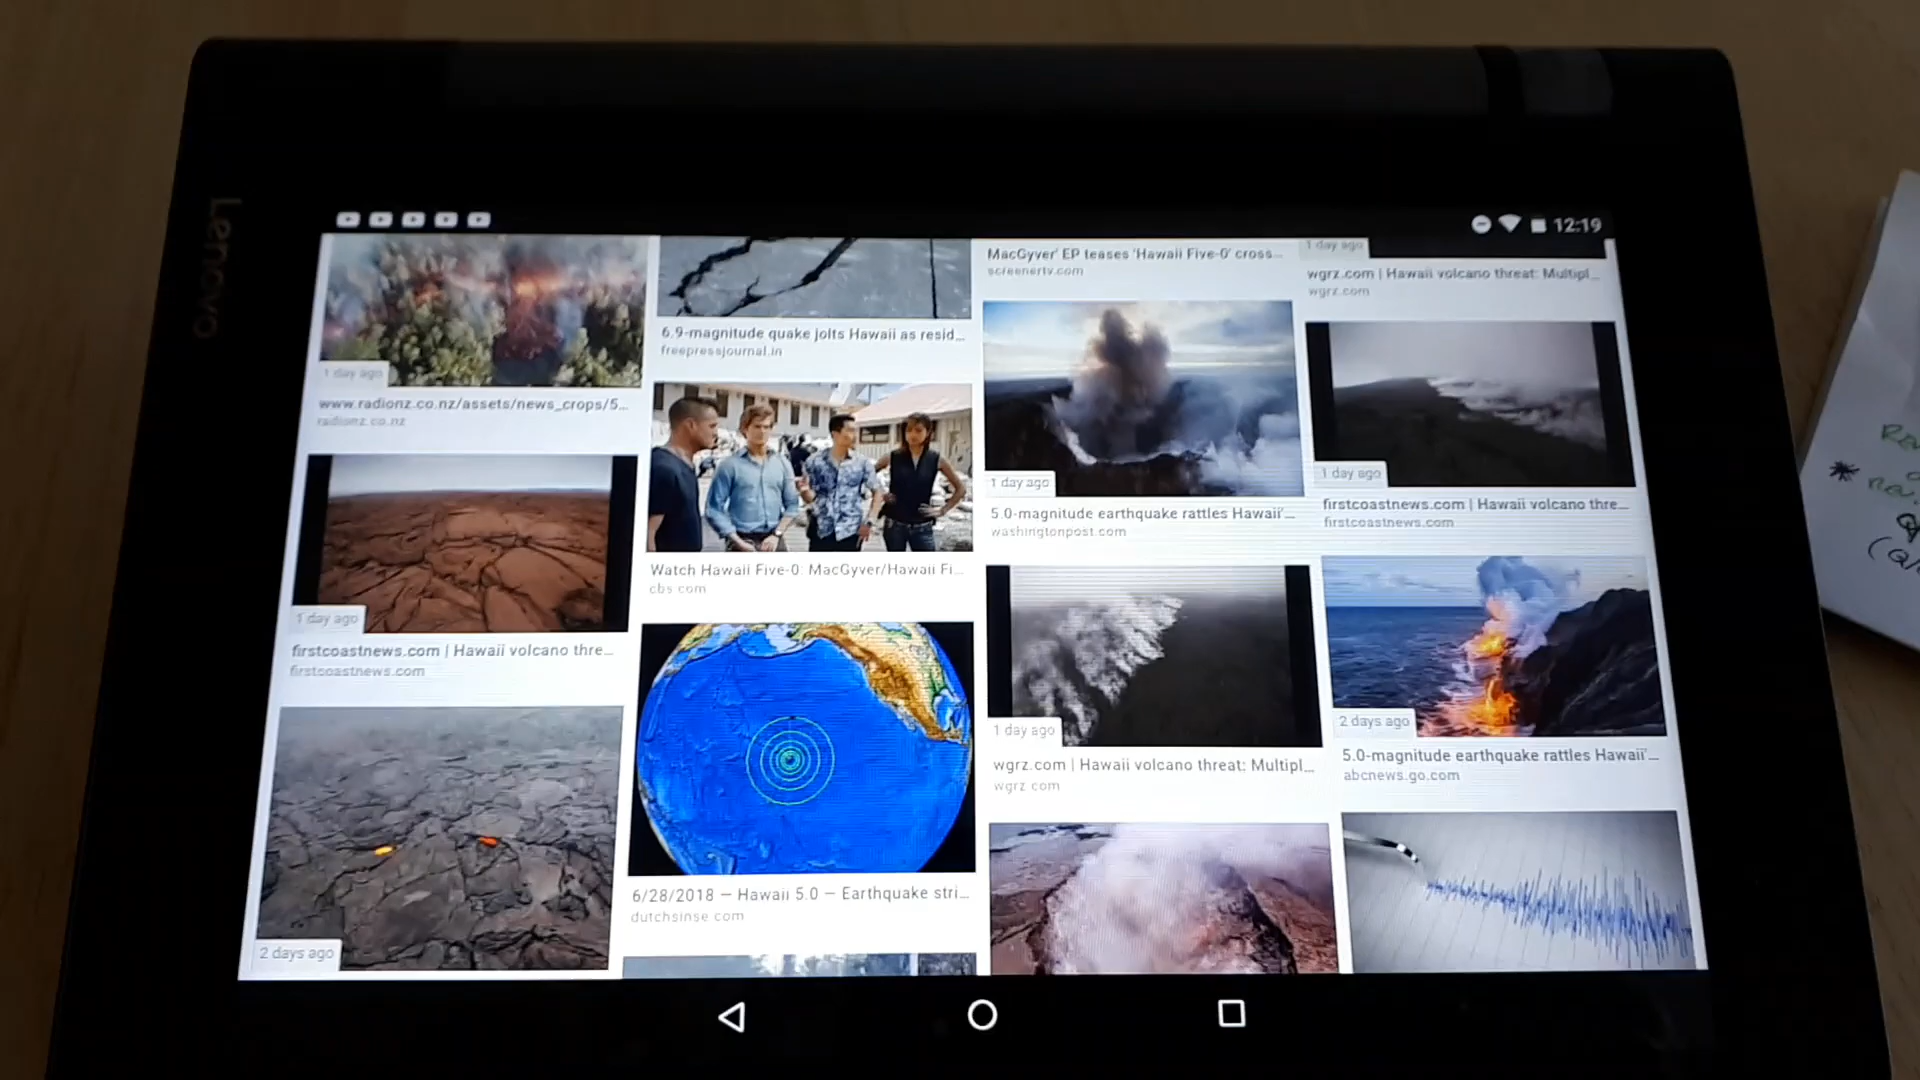 Lenovo
12:19
1 day ago
www.radionz.co.nz/assets/news_crops/5...
radionz.co.nz
1 day ago
firstcoastnews.com | Hawaii volcano thre...
firstcoastnews.com
2 days ago
6.9-magnitude quake jolts Hawaii as resid...
freepressjournal.in
Watch Hawaii Five-0: MacGyver/Hawaii Fi...
cbs.com
6/28/2018 — Hawaii 5.0 — Earthquake stri...
dutchsinse.com
MacGyver' EP teases 'Hawaii Five-0' cross...
screenertv.com
1 day ago
5.0-magnitude earthquake rattles Hawaii'...
washingtonpost.com
1 day ago
wgrz.com | Hawaii volcano threat: Multipl...
wgrz.com
1 day ago
wgrz.com | Hawaii volcano threat: Multipl...
wgrz.com
1 day ago
firstcoastnews.com | Hawaii volcano thre...
firstcoastnews.com
2 days ago
5.0-magnitude earthquake rattles Hawaii'...
abcnews.go.com